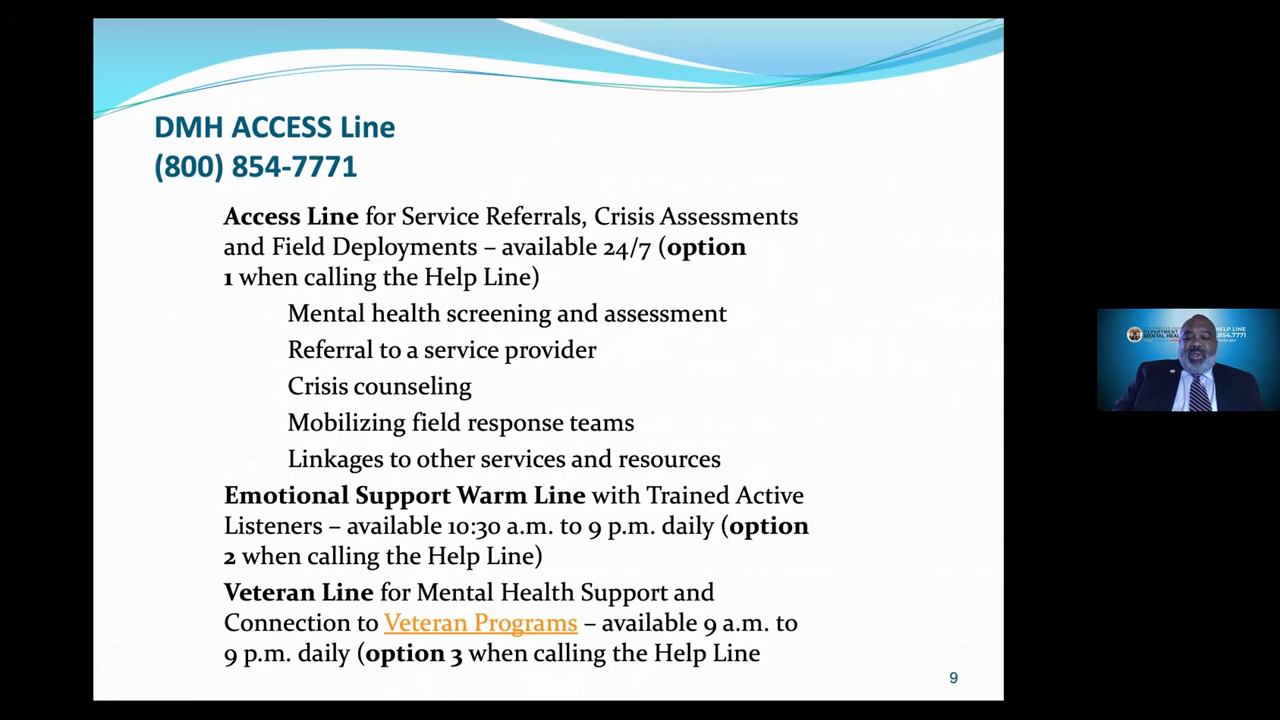 DMH ACCESS Line
(800) 854-7771
Access Line for Service Referrals, Crisis Assessments
and Field Deployments – available 24/7 (option
1 when calling the Help Line)
Mental health screening and assessment
Referral to a service provider
Crisis counseling
Mobilizing field response teams
Linkages to other services and resources
Emotional Support Warm Line with Trained Active
Listeners – available 10:30 a.m. to 9 p.m. daily (option
2 when calling the Help Line)
Veteran Line for Mental Health Support and
Connection to Veteran Programs – available 9 a.m. to
9 p.m. daily (option 3 when calling the Help Line
9
DEPARTMENT
MENTAL HEAL
ELP LINE
854.7771